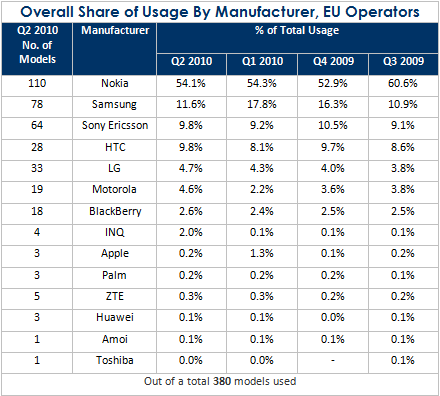 Overall Share of Usage By Manufacturer, EU Operators
Q2 2010 No. of Models Manufacturer % of Total Usage
Q2 2010 Q1 2010 Q4 2009 Q3 2009
110 Nokia 54.1% 54.3% 52.9% 60.6%
78 Samsung 11.6% 17.8% 16.3% 10.9%
64 Sony Ericsson 9.8% 9.2% 10.5% 9.1%
28 HTC 9.8% 8.1% 9.7% 8.6%
33 LG 4.7% 4.3% 4.0% 3.8%
19 Motorola 4.6% 2.2% 3.6% 3.8%
18 BlackBerry 2.6% 2.4% 2.5% 2.5%
4 INQ 2.0% 0.1% 0.1% 0.1%
3 Apple 0.2% 1.3% 0.1% 0.2%
3 Palm 0.2% 0.2% 0.2% 0.1%
5 ZTE 0.3% 0.3% 0.2% 0.2%
3 Huawei 0.1% 0.1% 0.0% 0.1%
1 Amoi 0.1% 0.1% 0.1% 0.1%
1 Toshiba 0.0% 0.0% - 0.1%
Out of a total 380 models used